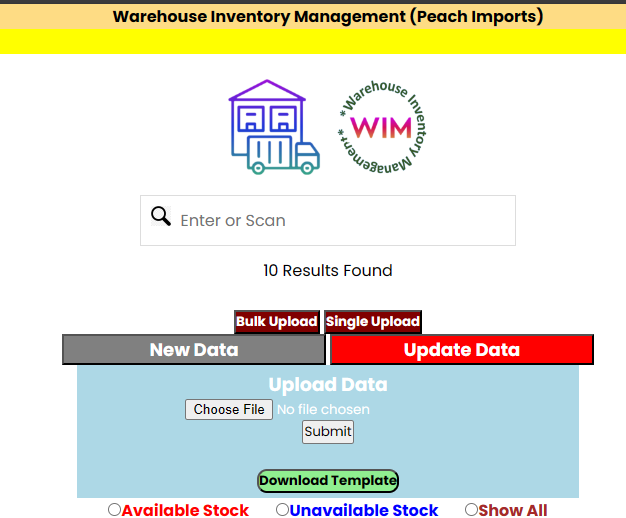 Warehouse Inventory Management (Peach Imports)
*Warehouse Inventory Management*
WIM
Enter or Scan
10 Results Found
Bulk Upload Single Upload
New Data Update Data
Upload Data
Choose File No file chosen
Submit
Download Template
Available Stock Unavailable Stock Show All